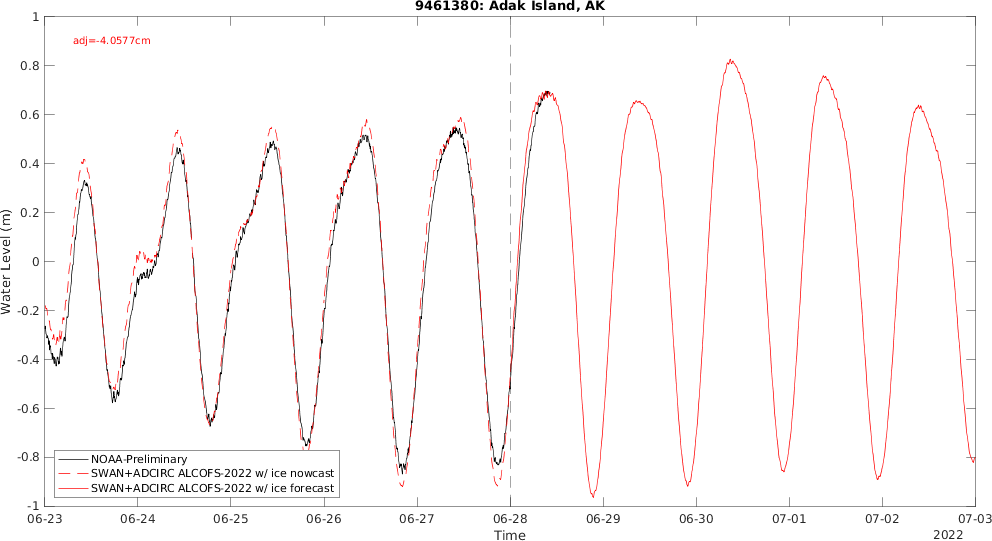 9461380: Adak Island, AK
adj=-4.0577cm
1
0.8
0.6
0.4
0.2
0
-0.2
-0.4
-0.6
-0.8
-1
Water Level (m)
NOAA-Preliminary
SWAN+ADCIRC ALCOFS-2022 w/ ice nowcast
SWAN+ADCIRC ALCOFS-2022 w/ ice forecast
06-23 06-24 06-25 06-26 06-27 06-28 06-29 06-30 07-01 07-02 07-03
Time
2022